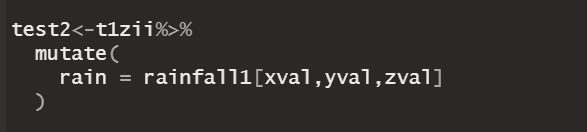 test2<-t1zii%>%
mutate(
rain = rainfall1[xval,yval,zval]
)